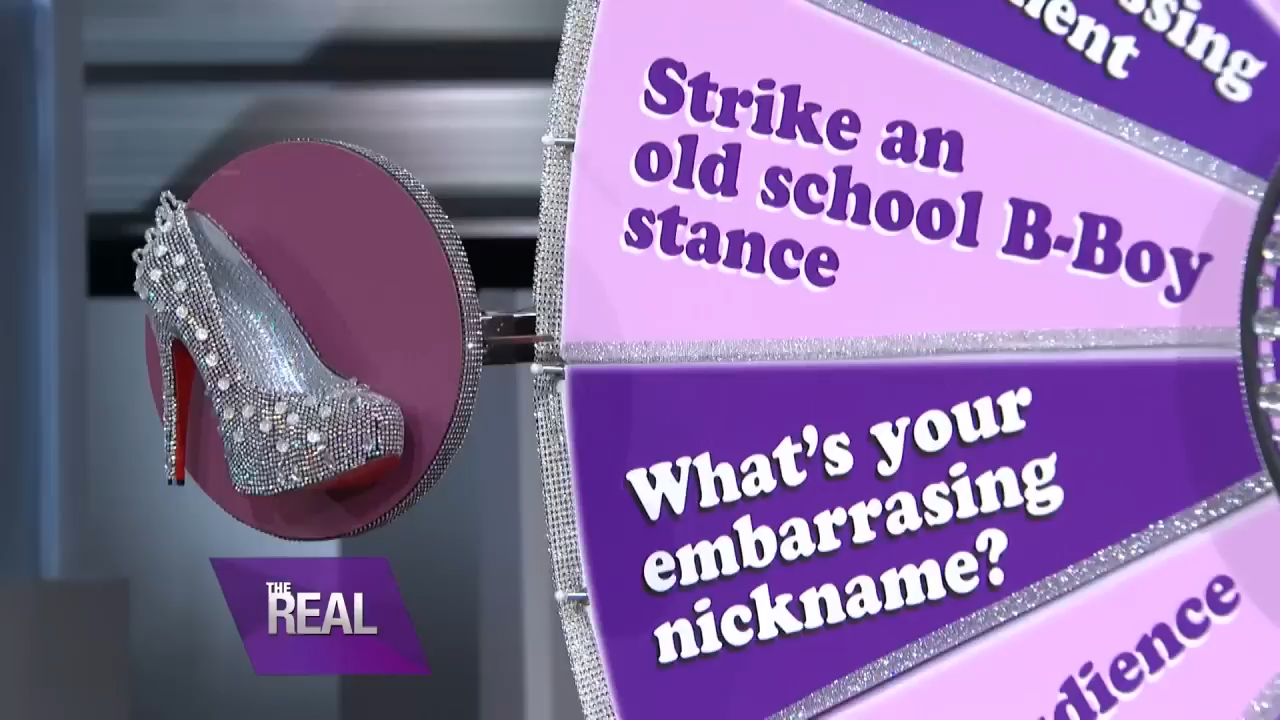 Strike an
old school B-Boy
stance
What's your
embarrasing
nickname?
THE
REAL